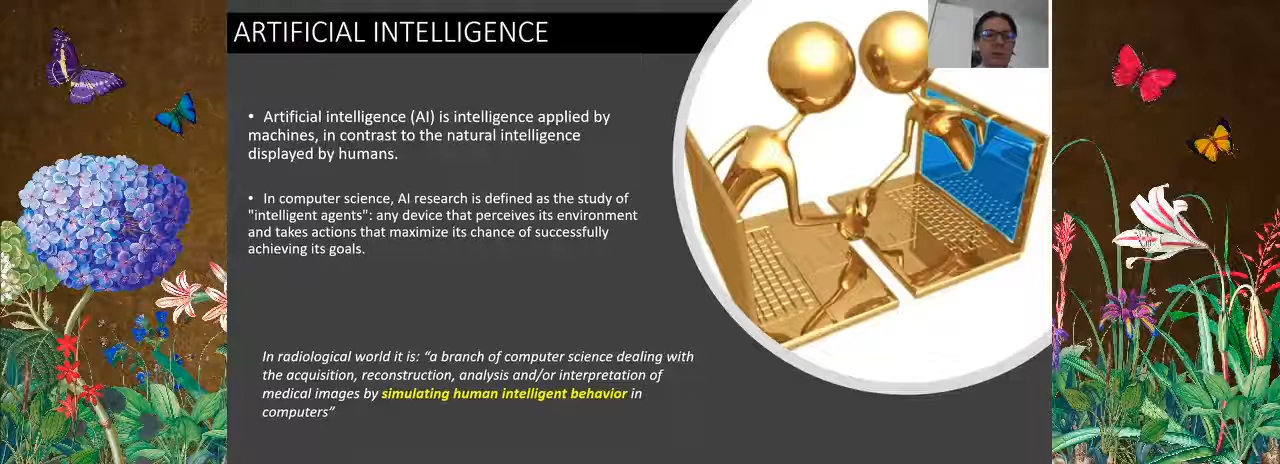 ARTIFICIAL INTELLIGENCE
• Artificial intelligence (AI) is intelligence applied by
machines, in contrast to the natural intelligence
displayed by humans.
• In computer science, AI research is defined as the study of
"intelligent agents": any device that perceives its environment
and takes actions that maximize its chance of successfully
achieving its goals.
In radiological world it is: “a branch of computer science dealing with
the acquisition, reconstruction, analysis and/or interpretation of
medical images by simulating human intelligent behavior in
computers”